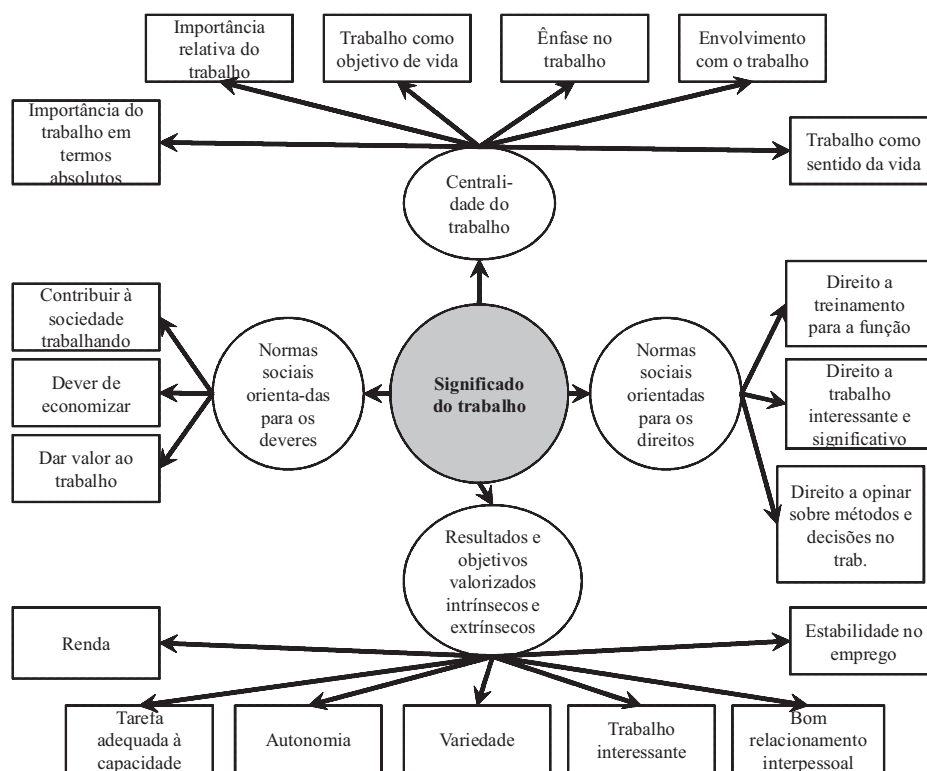 Importância
relativa do
trabalho
Trabalho como
objetivo de vida
Ênfase no
trabalho
Envolvimento
com o trabalho
Importância do
trabalho em
termos
absolutos
Trabalho como
sentido da vida
Centrali-
dade do
trabalho
Contribuir à
sociedade
trabalhando
Dever de
economizar
Dar valor ao
trabalho
Normas
sociais
orienta-das
para os
deveres
Significado
do trabalho
Normas
sociais
orientadas
para os
direitos
Direito a
treinamento
para a função
Direito a
trabalho
interessante e
significativo
Direito a opinar
sobre métodos e
decisões no
trab.
Resultados e
objetivos
valorizados
intrínsecos e
extrínsecos
Renda
Estabilidade no
emprego
Tarefa
adequada à
capacidade
Autonomia
Variedade
Trabalho
interessante
Bom
relacionamento
interpessoal